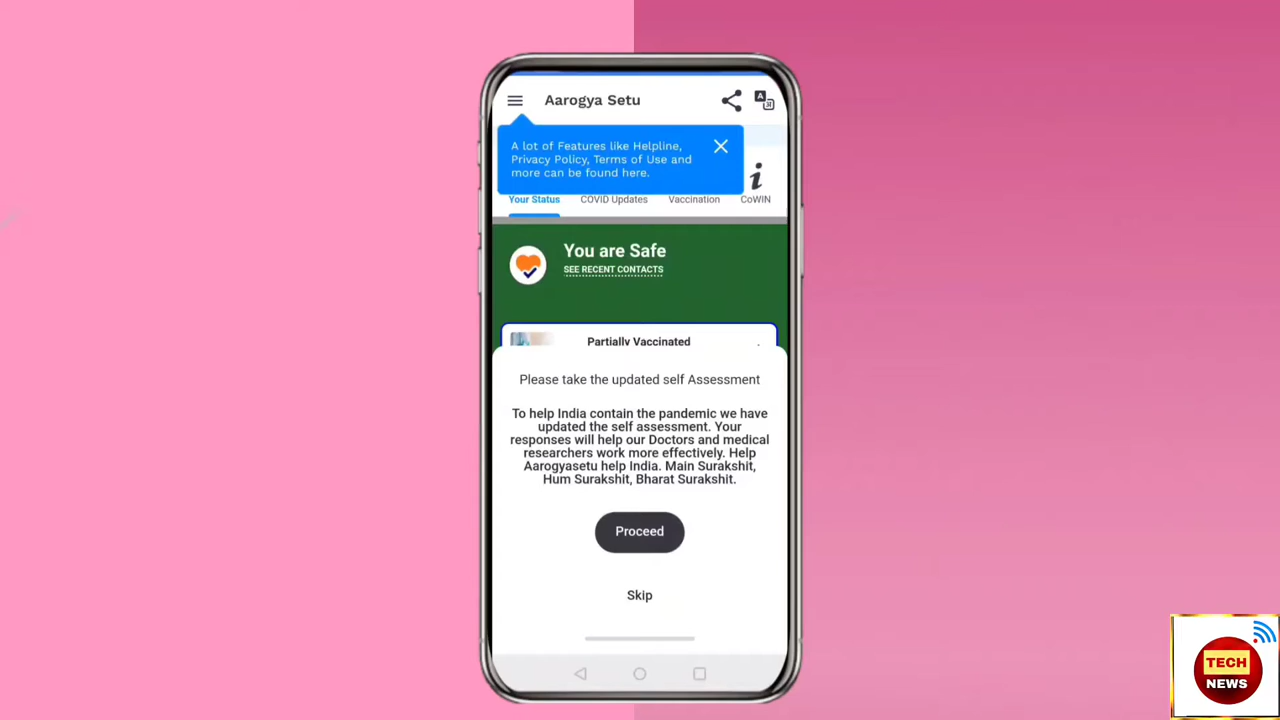 Aarogya Setu
A lot of Features like Helpline,
Privacy Policy, Terms of Use and
more can be found here.
Your Status COVID Updates Vaccination CoWIN
You are Safe
SEE RECENT CONTACTS
Partially Vaccinated
Please take the updated self Assessment
To help India contain the pandemic we have
updated the self assessment. Your
responses will help our Doctors and medical
researchers work more effectively. Help
Aarogyasetu help India. Main Surakshit,
Hum Surakshit, Bharat Surakshit.
Proceed
Skip
TECH
NEWS